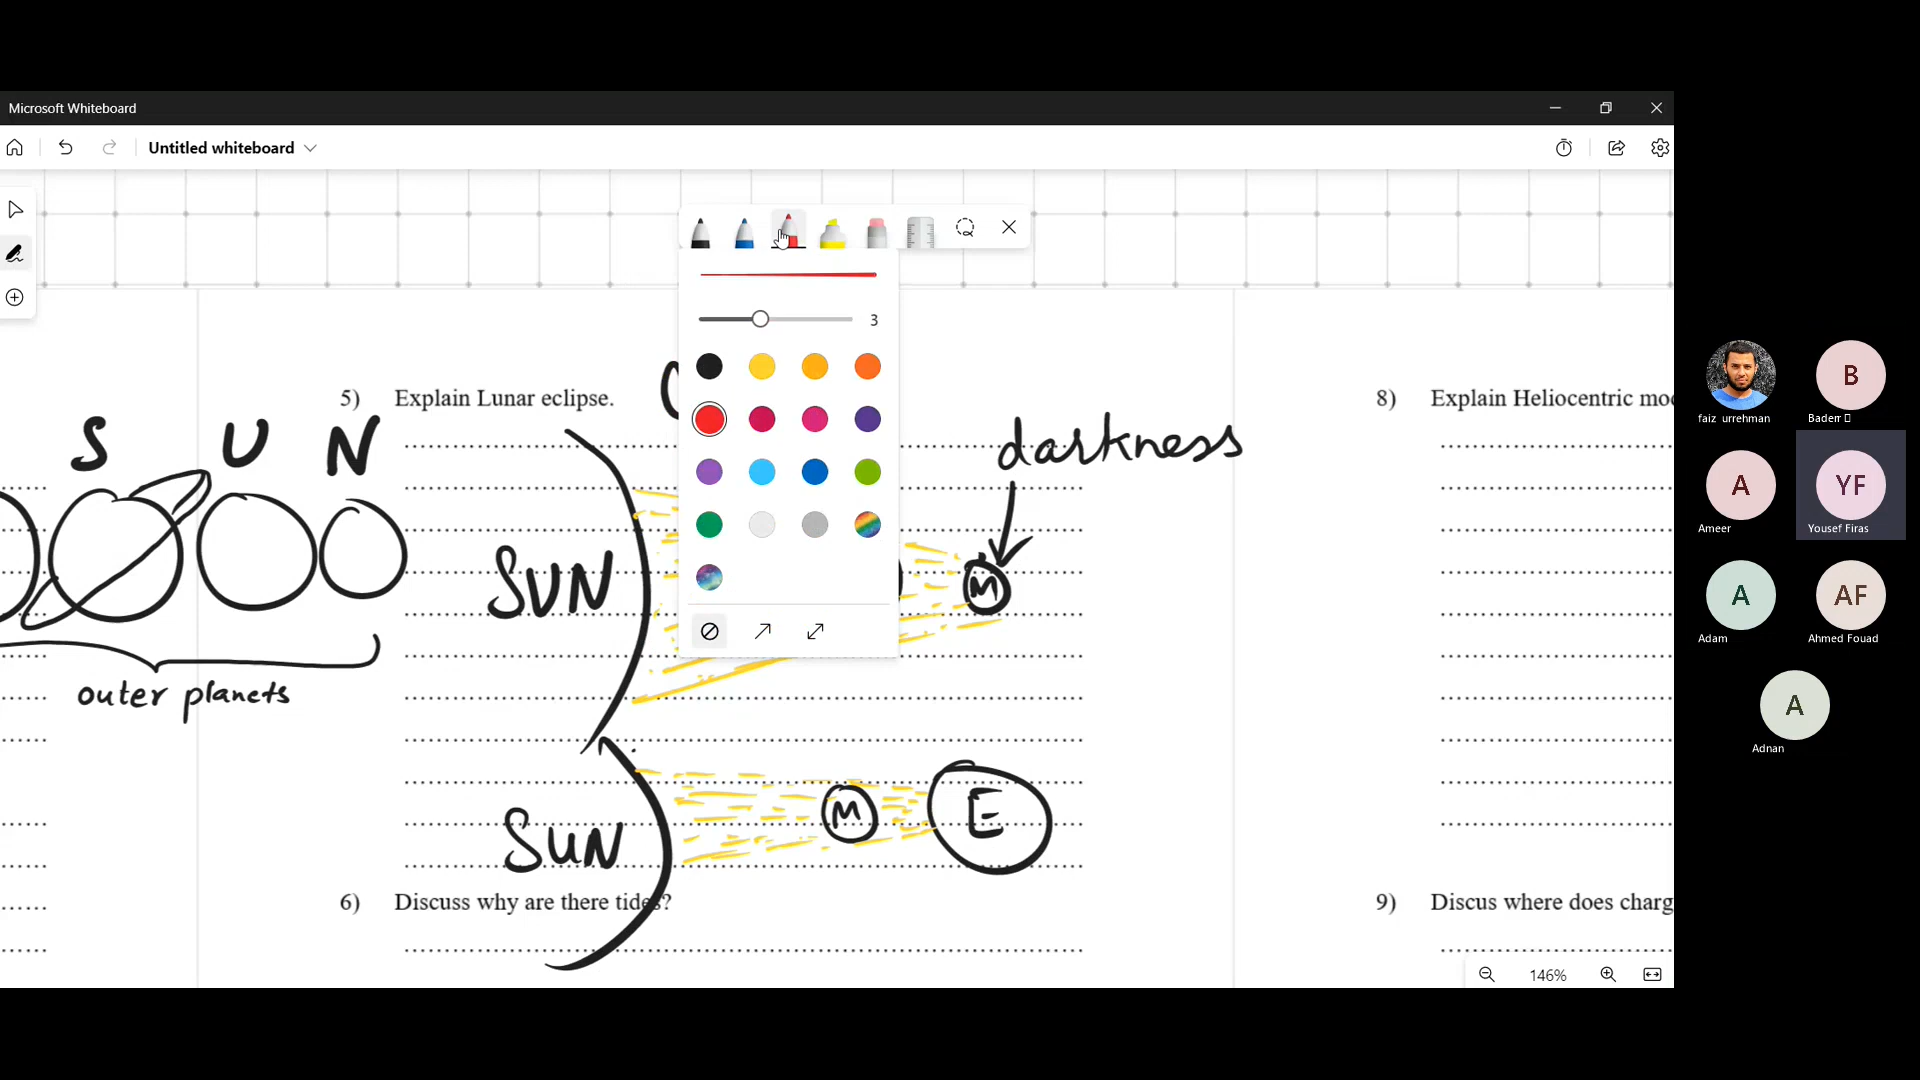 Microsoft Whiteboard
Untitled whiteboard
3
5) Explain Lunar eclipse.
8) Explain Heliocentric mo
S U N
darkness
SUN
M
outer planets
M
E
SUN
6) Discuss why are there tides?
9) Discus where does charg
146%
faiz urrehman
B
Baderr
A
Ameer
YF
Yousef Firas
A
Adam
AF
Ahmed Fouad
A
Adnan